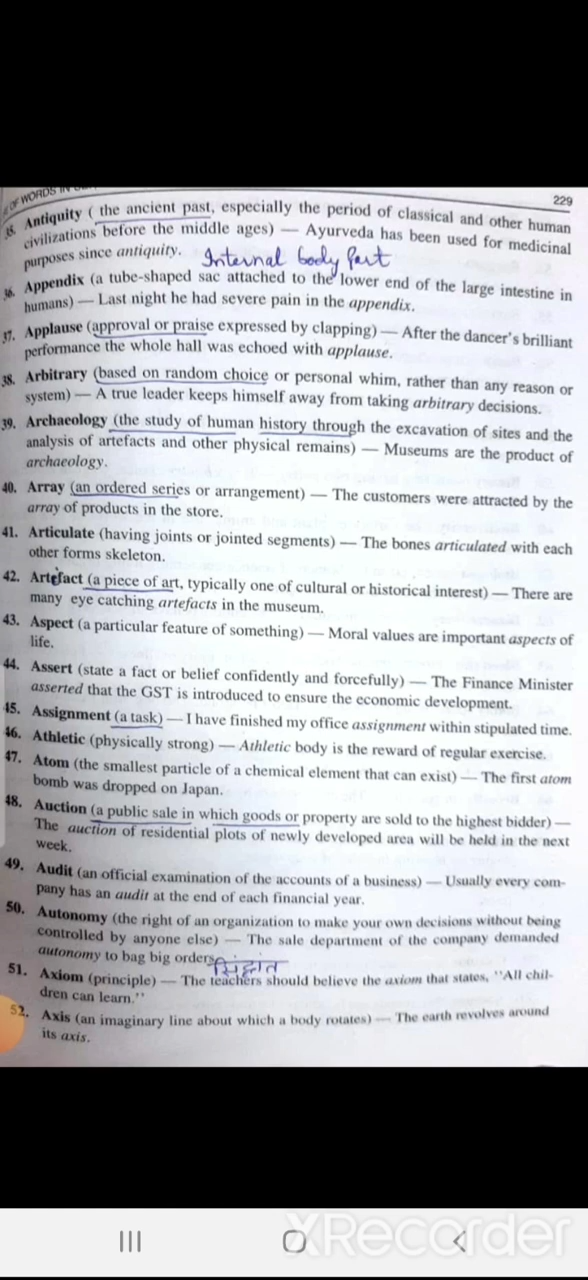 OF WORDS IN
229
35. Antiquity ( the ancient past, especially the period of classical and other human
civilizations before the middle ages) — Ayurveda has been used for medicinal
purposes since antiquity. Internal body part
36. Appendix (a tube-shaped sac attached to the lower end of the large intestine in
humans) — Last night he had severe pain in the appendix.
37. Applause (approval or praise expressed by clapping) — After the dancer's brilliant
performance the whole hall was echoed with applause.
38. Arbitrary (based on random choice or personal whim, rather than any reason or
system) — A true leader keeps himself away from taking arbitrary decisions.
39. Archaeology (the study of human history through the excavation of sites and the
analysis of artefacts and other physical remains) — Museums are the product of
archaeology.
40. Array (an ordered series or arrangement) — The customers were attracted by the
array of products in the store.
41. Articulate (having joints or jointed segments) — The bones articulated with each
other forms skeleton.
42. Artefact (a piece of art, typically one of cultural or historical interest) — There are
many eye catching artefacts in the museum.
43. Aspect (a particular feature of something) — Moral values are important aspects of
life.
44. Assert (state a fact or belief confidently and forcefully) — The Finance Minister
asserted that the GST is introduced to ensure the economic development.
45. Assignment (a task) — I have finished my office assignment within stipulated time.
46. Athletic (physically strong) — Athletic body is the reward of regular exercise.
47. Atom (the smallest particle of a chemical element that can exist) — The first atom
bomb was dropped on Japan.
48. Auction (a public sale in which goods or property are sold to the highest bidder) —
The auction of residential plots of newly developed area will be held in the next
week.
49. Audit (an official examination of the accounts of a business) — Usually every com-
pany has an audit at the end of each financial year.
50. Autonomy (the right of an organization to make your own decisions without being
controlled by anyone else) — The sale department of the company demanded
autonomy to bag big orders. सिद्धांत
51. Axiom (principle) — The teachers should believe the axiom that states, "All chil-
dren can learn."
52. Axis (an imaginary line about which a body rotates) — The earth revolves around
its axis.
XRecorder